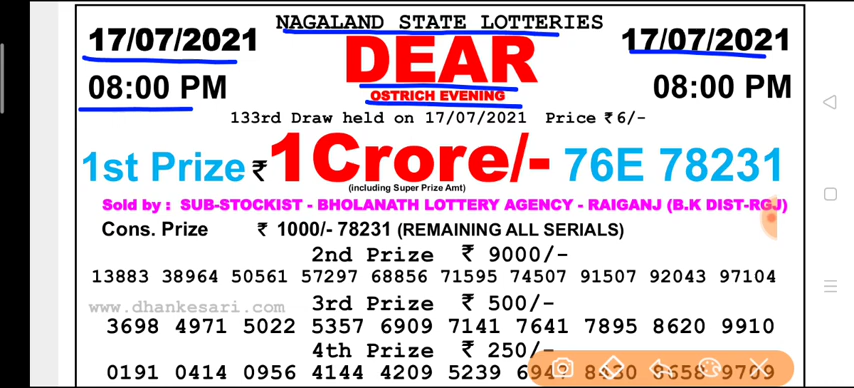 NAGALAND STATE LOTTERIES
17/07/2021 DEAR 17/07/2021
08:00 PM OSTRICH EVENING 08:00 PM
133rd Draw held on 17/07/2021 Price ₹6/-
1st Prize ₹1Crore/- 76E 78231
(including Super Prize Amt)
Sold by : SUB-STOCKIST - BHOLANATH LOTTERY AGENCY - RAIGANJ (B.K DIST-RGJ)
Cons. Prize ₹ 1000/- 78231 (REMAINING ALL SERIALS)
2nd Prize ₹ 9000/-
13883 38964 50561 57297 68856 71595 74507 91507 92043 97104
www.dhankesari.com
3rd Prize ₹ 500/-
3698 4971 5022 5357 6909 7141 7641 7895 8620 9910
4th Prize ₹ 250/-
0191 0414 0956 4144 4209 5239 9709